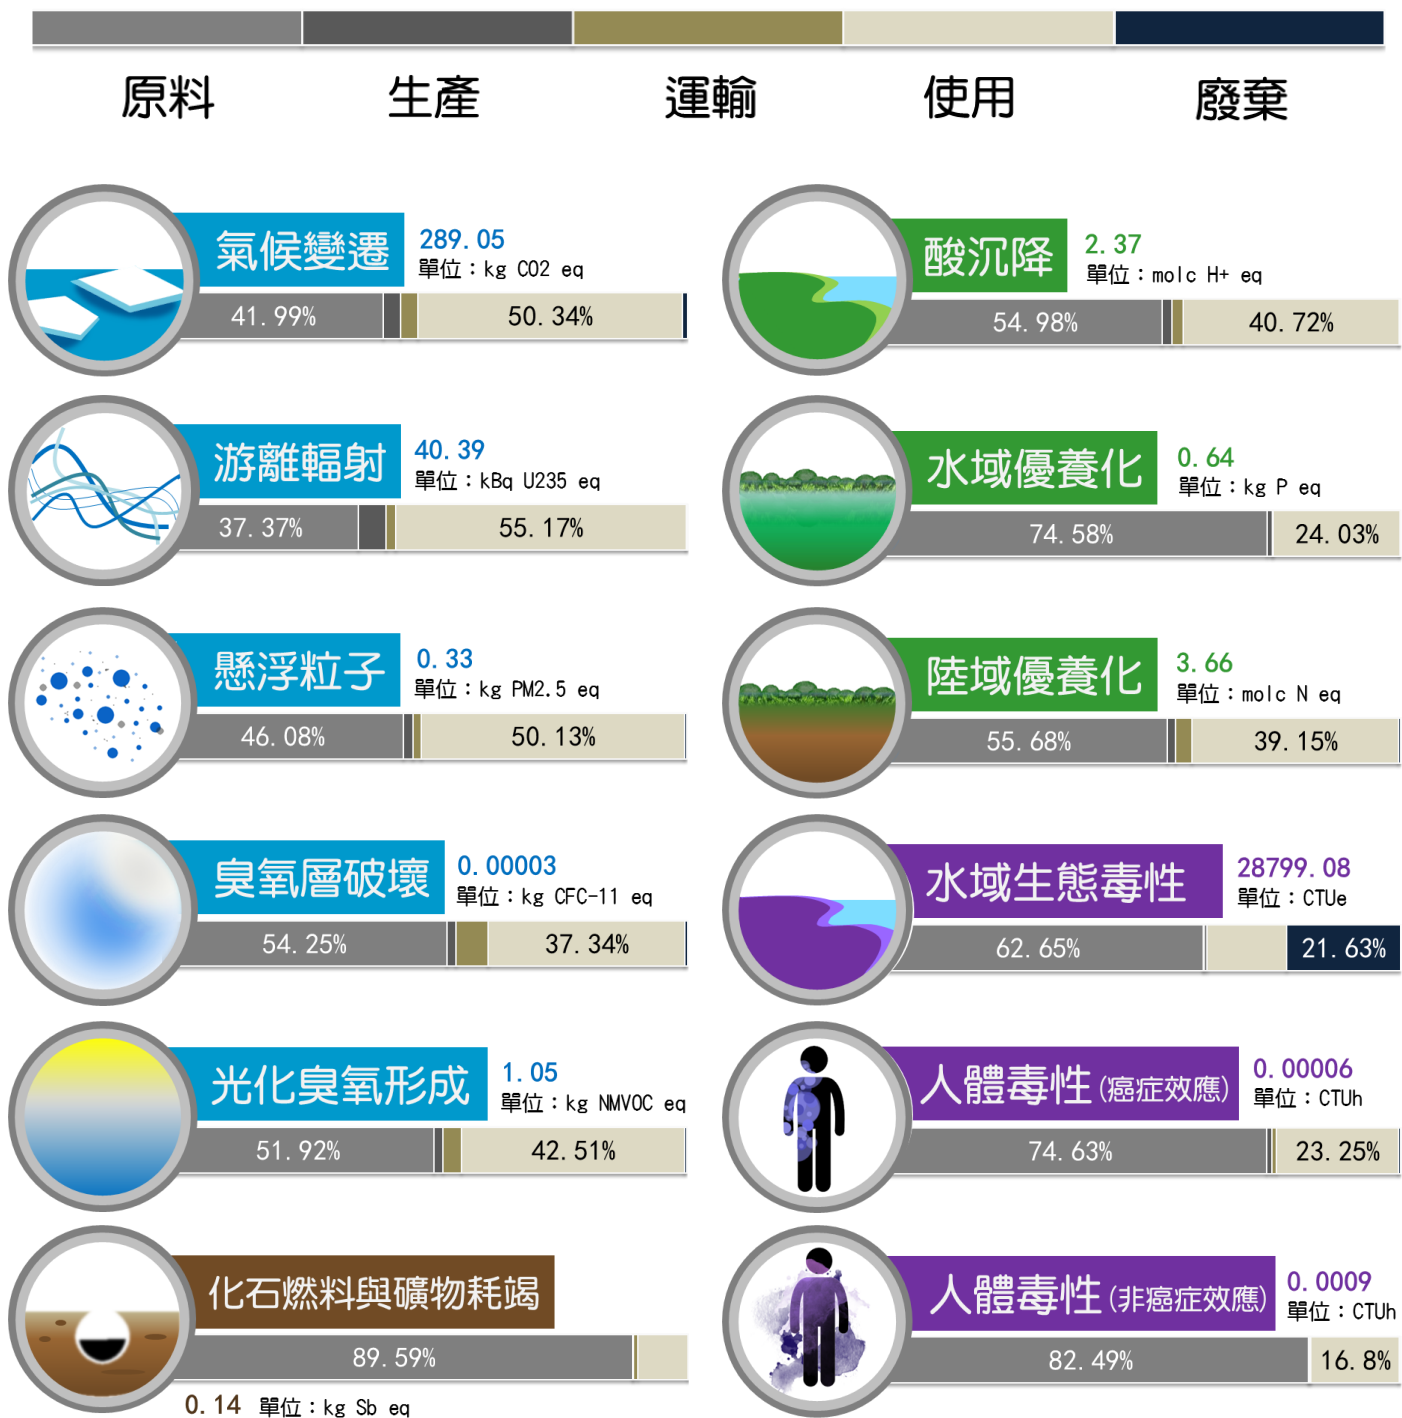 原料
生產
運輸
使用
廢棄
氣候變遷
289.05
單位：kg CO2 eq
41.99%
50.34%
酸沉降
2.37
單位：molc H+ eq
54.98%
40.72%
游離輻射
40.39
單位：kBq U235 eq
37.37%
55.17%
水域優養化
0.64
單位：kg P eq
74.58%
24.03%
懸浮粒子
0.33
單位：kg PM2.5 eq
46.08%
50.13%
陸域優養化
3.66
單位：molc N eq
55.68%
39.15%
臭氧層破壞
0.00003
單位：kg CFC-11 eq
54.25%
37.34%
水域生態毒性
28799.08
單位：CTUe
62.65%
21.63%
光化臭氧形成
1.05
單位：kg NMVOC eq
51.92%
42.51%
人體毒性(癌症效應)
0.00006
單位：CTUh
74.63%
23.25%
化石燃料與礦物耗竭
89.59%
0.14 單位：kg Sb eq
人體毒性(非癌症效應)
0.0009
單位：CTUh
82.49%
16.8%